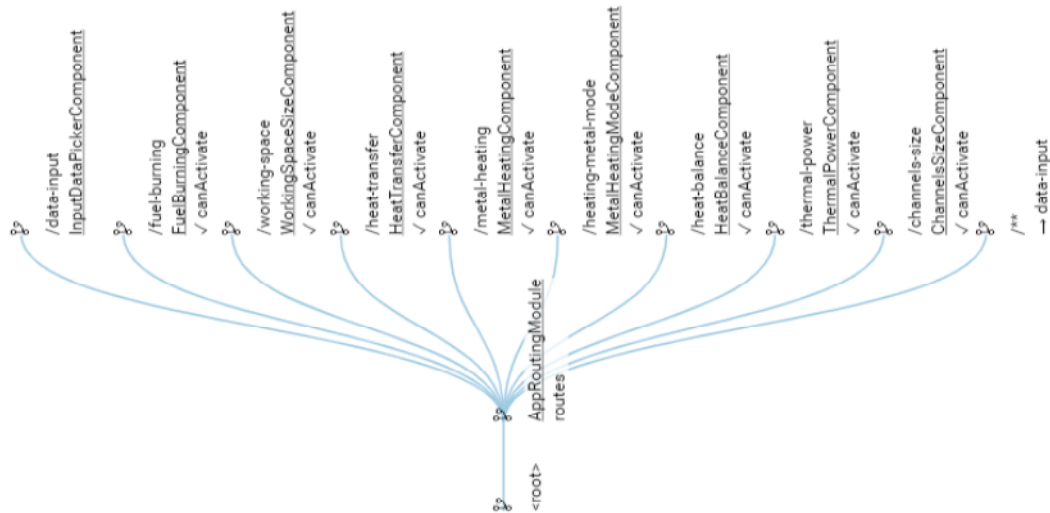 <root>
AppRoutingModule
routes
/data-input
InputDataPickerComponent
/fuel-burning
FuelBurningComponent
✓ canActivate
/working-space
WorkingSpaceSizeComponent
✓ canActivate
/heat-transfer
HeatTransferComponent
✓ canActivate
/metal-heating
MetalHeatingComponent
✓ canActivate
/heating-metal-mode
MetalHeatingModeComponent
✓ canActivate
/heat-balance
HeatBalanceComponent
✓ canActivate
/thermal-power
ThermalPowerComponent
✓ canActivate
/channels-size
ChannelsSizeComponent
✓ canActivate
/**
→ data-input